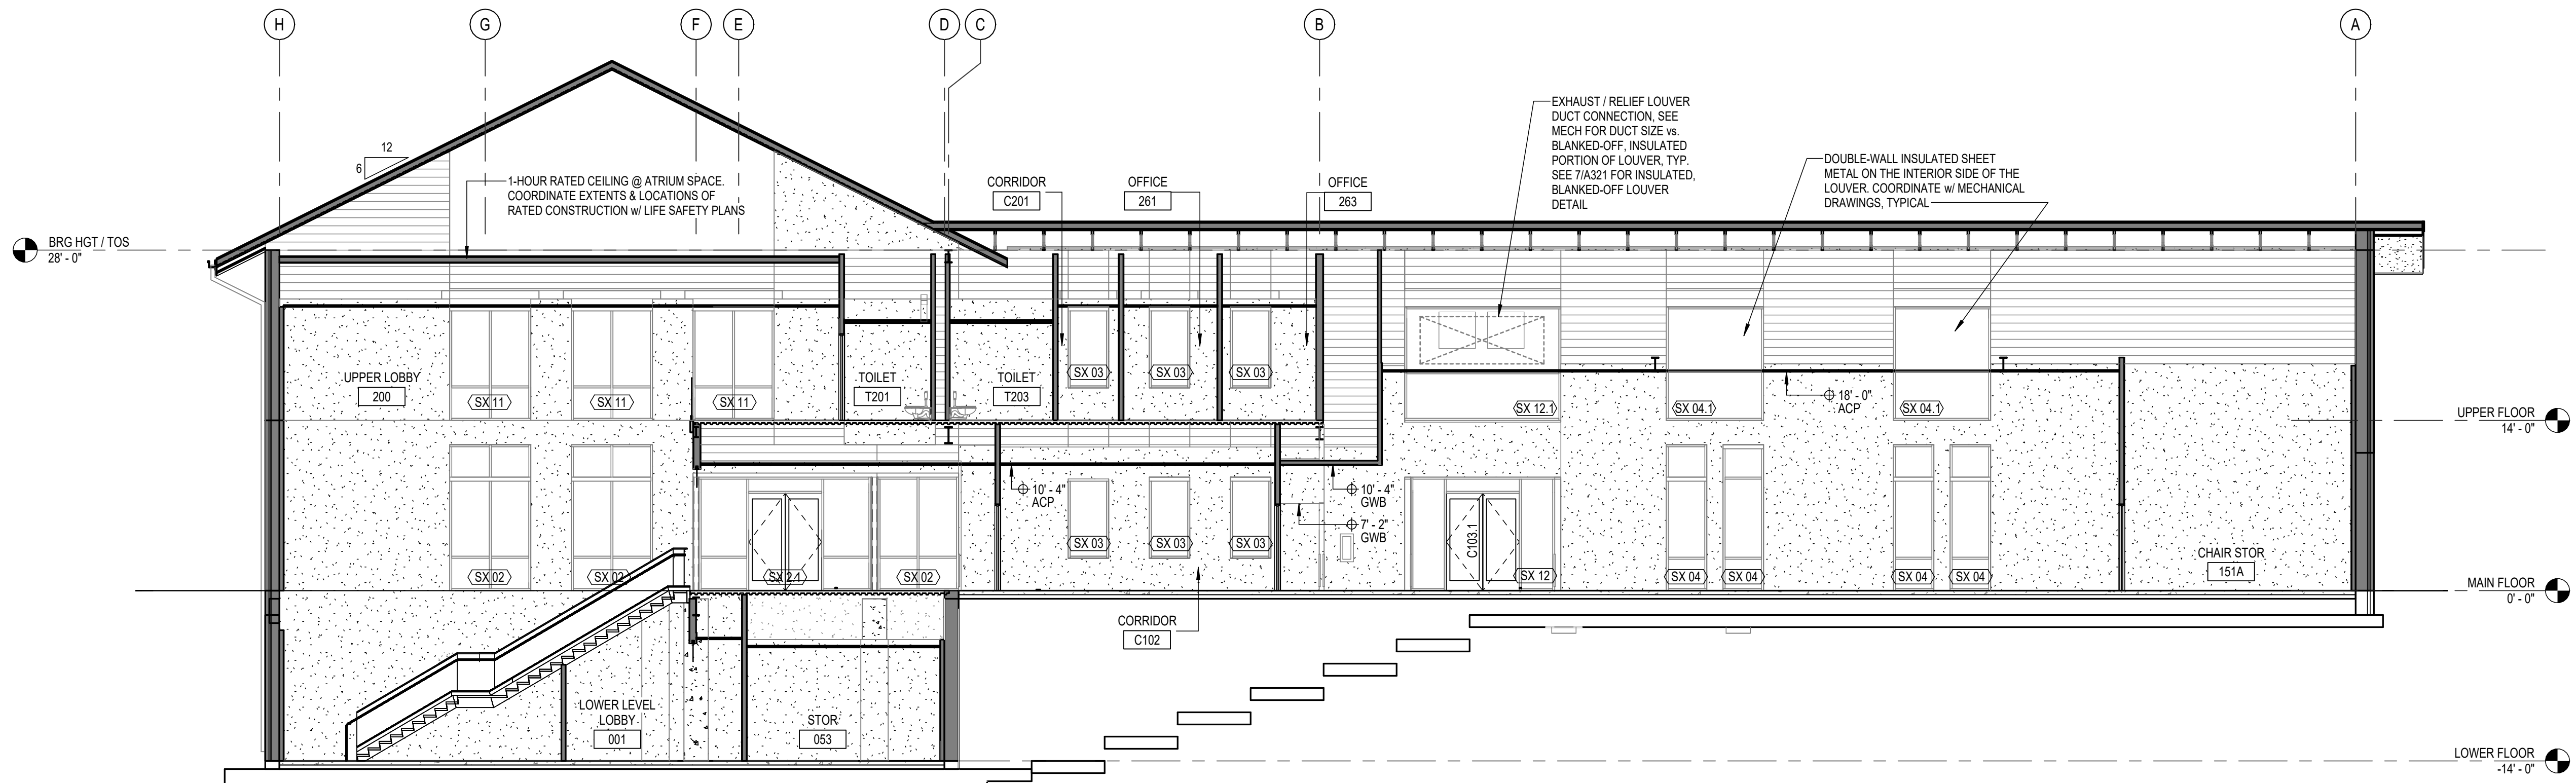 H
G
F
E
D
C
B
A
12
6
1-HOUR RATED CEILING @ ATRIUM SPACE.
COORDINATE EXTENTS & LOCATIONS OF
RATED CONSTRUCTION w/ LIFE SAFETY PLANS
CORRIDOR
C201
OFFICE
261
OFFICE
263
EXHAUST / RELIEF LOUVER
DUCT CONNECTION, SEE
MECH FOR DUCT SIZE vs.
BLANKED-OFF, INSULATED
PORTION OF LOUVER, TYP.
SEE 7/A321 FOR INSULATED,
BLANKED-OFF LOUVER
DETAIL
DOUBLE-WALL INSULATED SHEET
METAL ON THE INTERIOR SIDE OF THE
LOUVER. COORDINATE w/ MECHANICAL
DRAWINGS, TYPICAL
BRG HGT / TOS
28' - 0"
UPPER LOBBY
200
SX 11
SX 11
SX 11
TOILET
T201
TOILET
T203
SX 03
SX 03
SX 03
SX 12.1
SX 04.1
18' - 0"
ACP
SX 04.1
UPPER FLOOR
14' - 0"
10' - 4"
ACP
10' - 4"
GWB
7' - 2"
GWB
SX 02
SX 02
SX 2.1
SX 02
SX 03
SX 03
SX 03
C103.1
SX 12
SX 04
SX 04
SX 04
SX 04
CHAIR STOR
151A
MAIN FLOOR
0' - 0"
CORRIDOR
C102
LOWER LEVEL
LOBBY
001
STOR
053
LOWER FLOOR
-14' - 0"